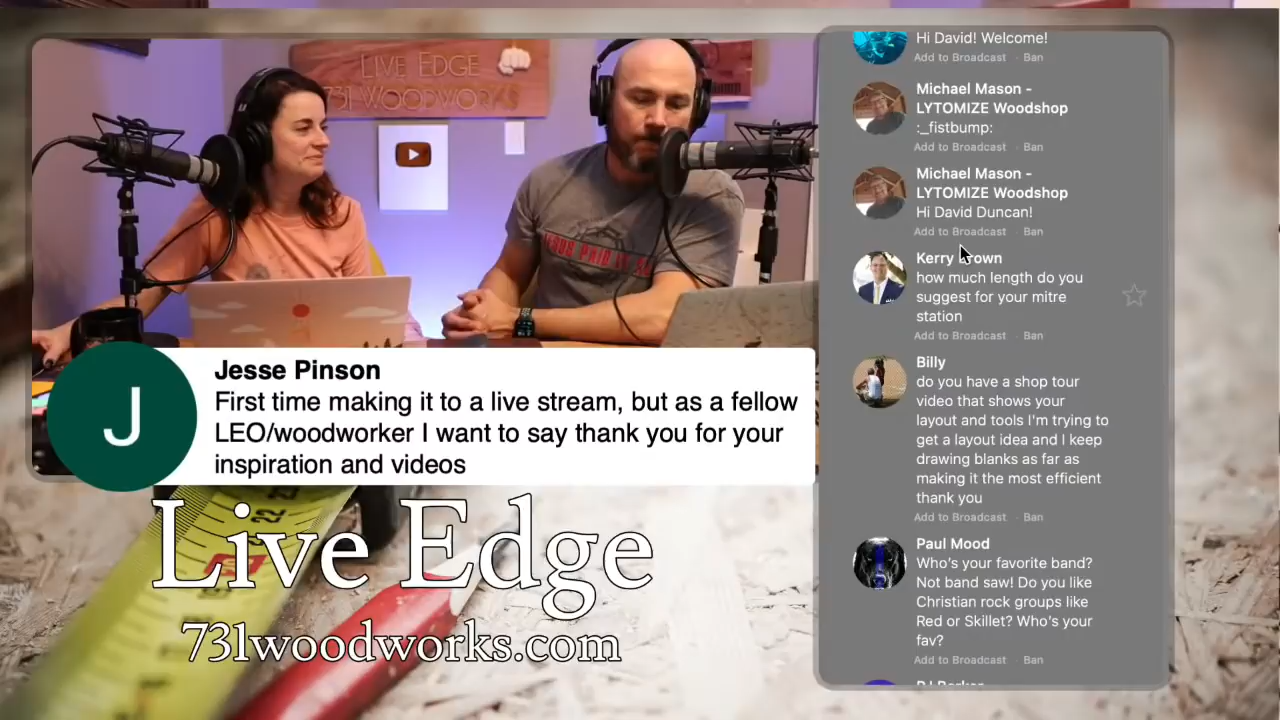 LIVE EDGE
731 WOODWORKS
Jesse Pinson
First time making it to a live stream, but as a fellow
LEO/woodworker I want to say thank you for your
inspiration and videos
Live Edge
731woodworks.com
Hi David! Welcome!
Add to Broadcast · Ban
Michael Mason -
LYTOMIZE Woodshop
:_fistbump:
Add to Broadcast · Ban
Michael Mason -
LYTOMIZE Woodshop
Hi David Duncan!
Add to Broadcast · Ban
Kerry Brown
how much length do you
suggest for your mitre
station
Add to Broadcast · Ban
Billy
do you have a shop tour
video that shows your
layout and tools I'm trying to
get a layout idea and I keep
drawing blanks as far as
making it the most efficient
thank you
Add to Broadcast · Ban
Paul Mood
Who's your favorite band?
Not band saw! Do you like
Christian rock groups like
Red or Skillet? Who's your
fav?
Add to Broadcast · Ban
J
22
23